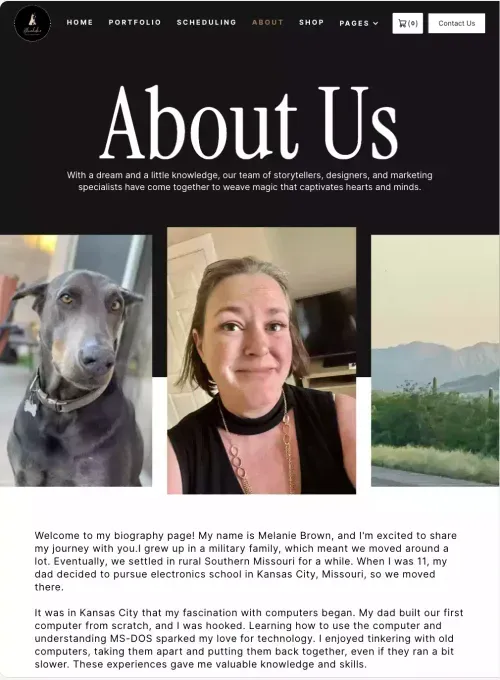 HOME PORTFOLIO SCHEDULING ABOUT SHOP PAGES (0) Contact Us
About Us
With a dream and a little knowledge, our team of storytellers, designers, and marketing
specialists have come together to weave magic that captivates hearts and minds.
Welcome to my biography page! My name is Melanie Brown, and I'm excited to share
my journey with you.I grew up in a military family, which meant we moved around a
lot. Eventually, we settled in rural Southern Missouri for a while. When I was 11, my
dad decided to pursue electronics school in Kansas City, Missouri, so we moved
there.
It was in Kansas City that my fascination with computers began. My dad built our first
computer from scratch, and I was hooked. Learning how to use the computer and
understanding MS-DOS sparked my love for technology. I enjoyed tinkering with old
computers, taking them apart and putting them back together, even if they ran a bit
slower. These experiences gave me valuable knowledge and skills.